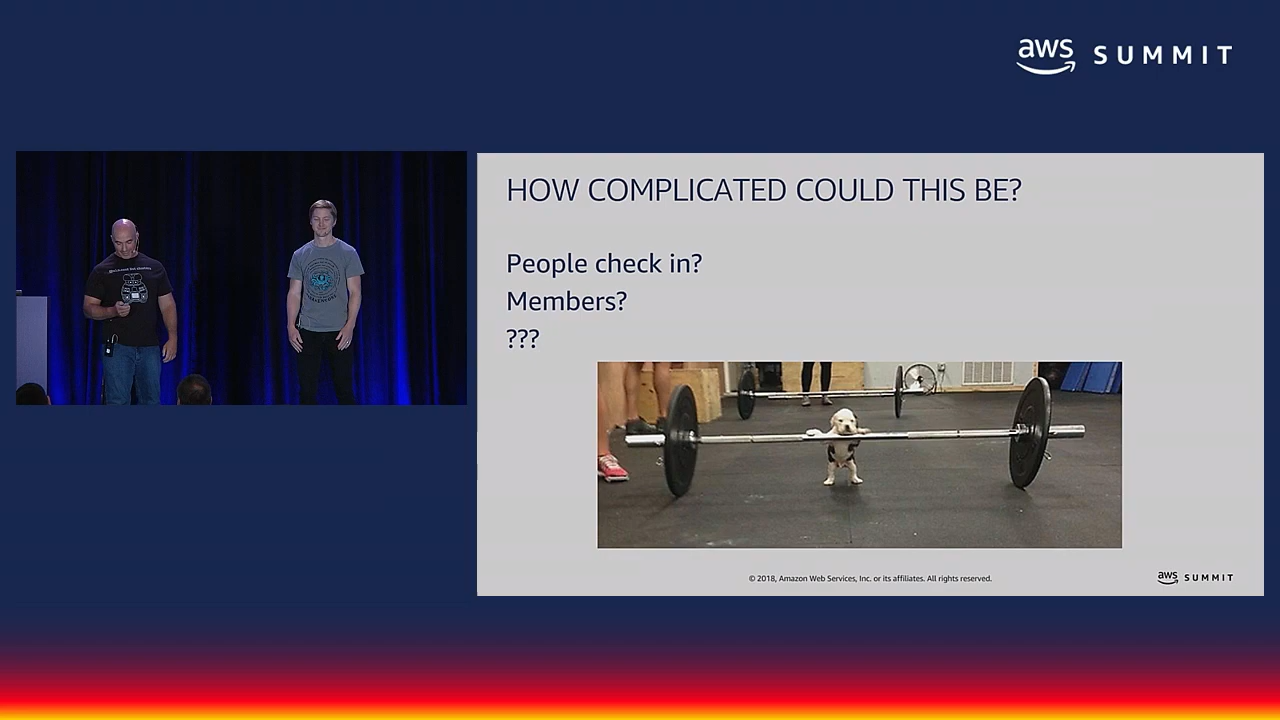 aws SUMMIT
HOW COMPLICATED COULD THIS BE?
People check in?
Members?
???
© 2018, Amazon Web Services, Inc. or its affiliates. All rights reserved.
aws SUMMIT